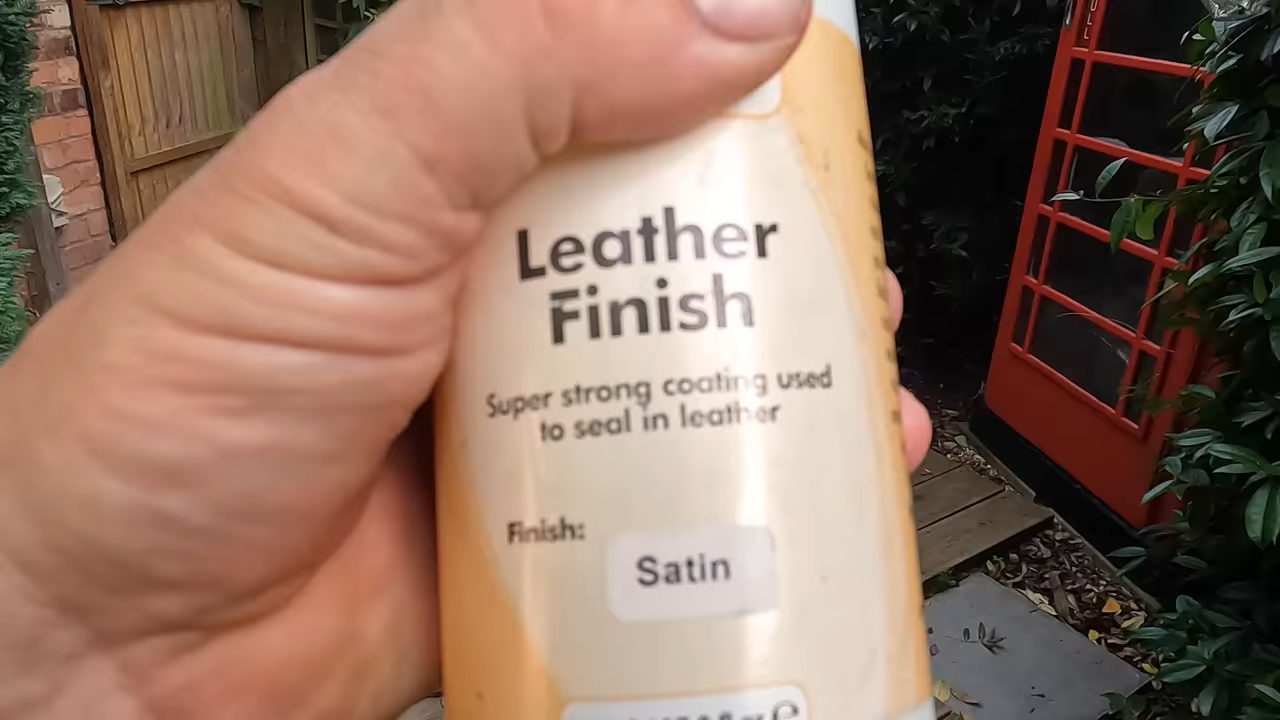 Leather
Finish
Super strong coating used
to seal in leather
Finish:
Satin